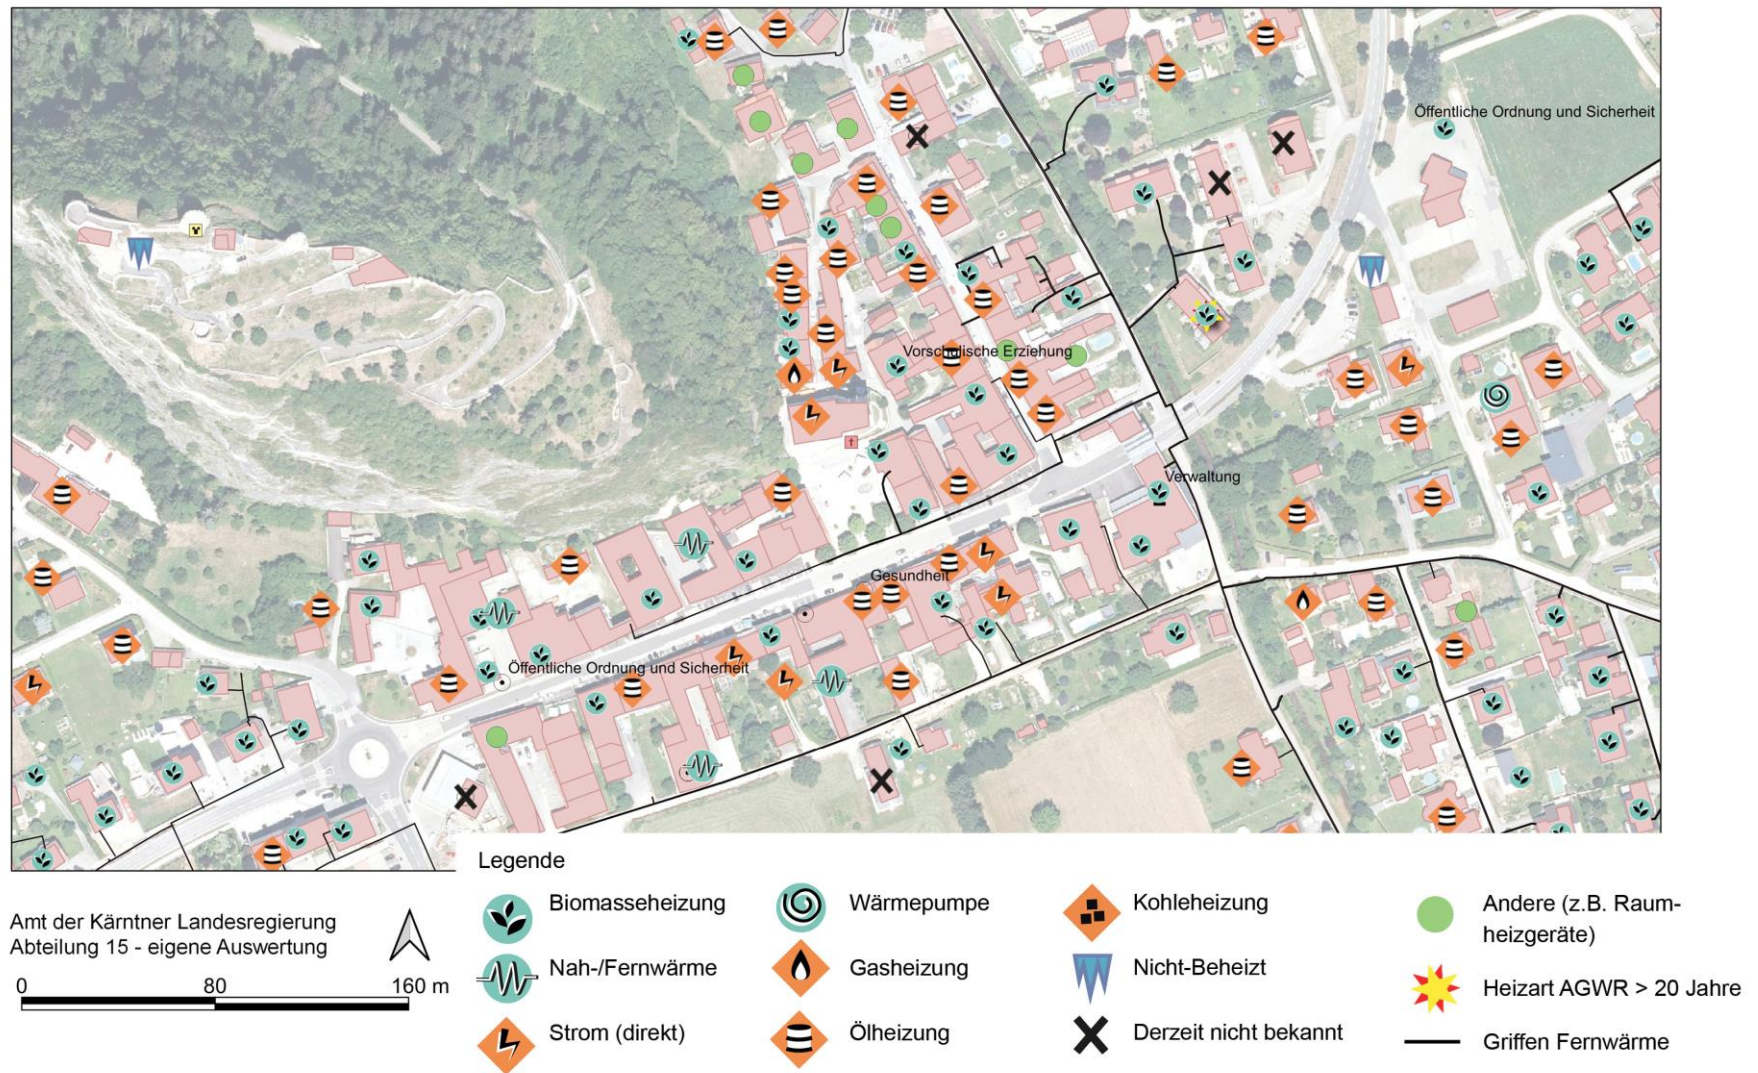 Öffentliche Ordnung und Sicherheit
Vorschulische Erziehung
Verwaltung
Gesundheit
Öffentliche Ordnung und Sicherheit
Legende
Amt der Kärntner Landesregierung
Abteilung 15 - eigene Auswertung
0 80 160 m
Biomasseheizung
Nah-/Fernwärme
Strom (direkt)
Wärmepumpe
Gasheizung
Ölheizung
Kohleheizung
Nicht-Beheizt
Derzeit nicht bekannt
Andere (z.B. Raum-
heizgeräte)
Heizart AGWR > 20 Jahre
Griffen Fernwärme